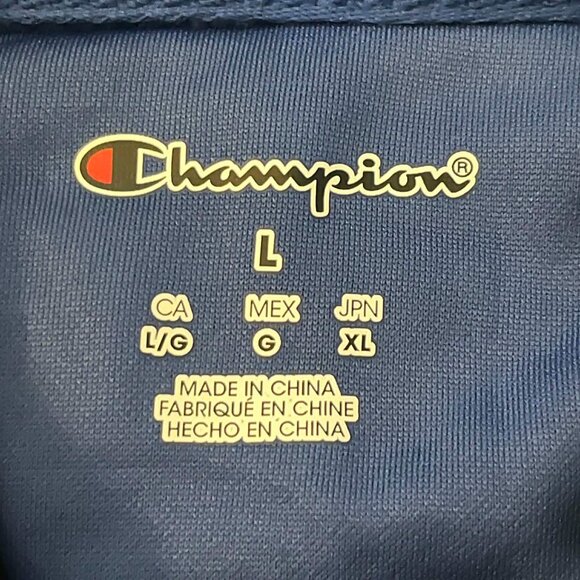 Champion®
L
CA MEX JPN
L/G G XL
MADE IN CHINA
FABRIQUÉ EN CHINE
HECHO EN CHINA